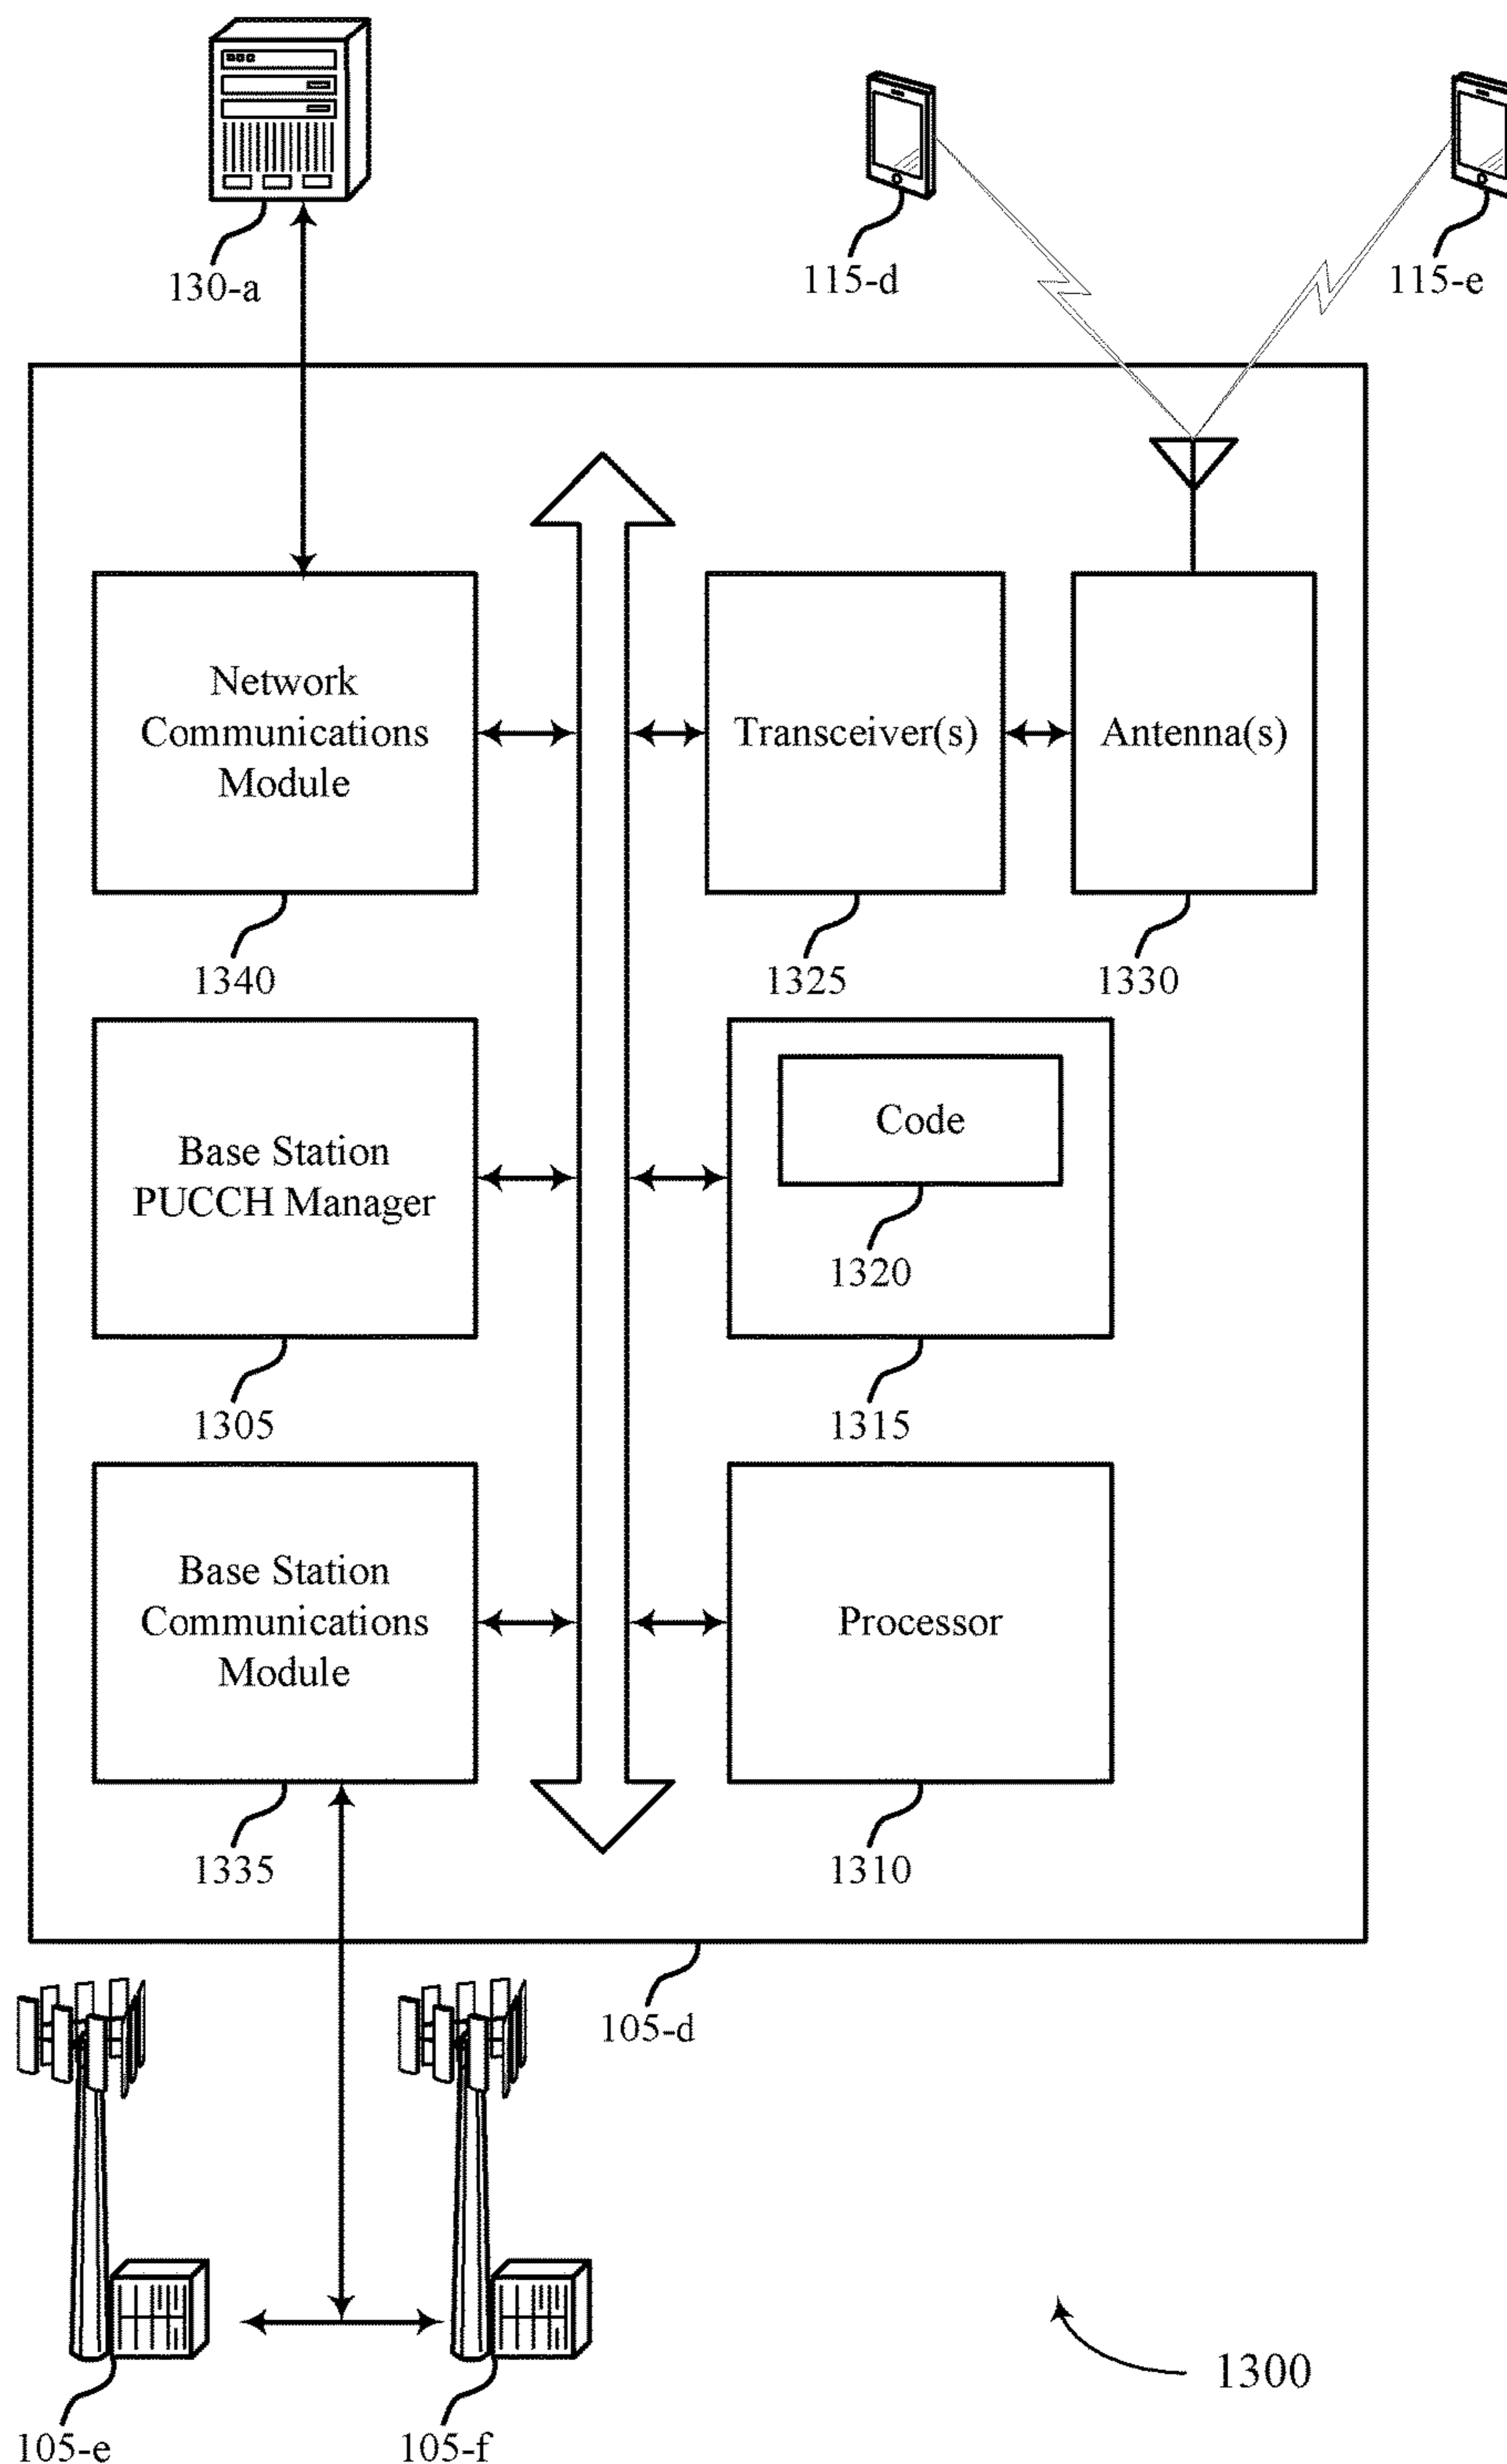 130-a
115-d
115-e
Network
Communications
Module
Transceiver(s)
Antenna(s)
1340
1325
1330
Base Station
PUCCH Manager
Code
1320
1305
1315
Base Station
Communications
Module
Processor
1335
1310
105-d
1300
105-e
105-f